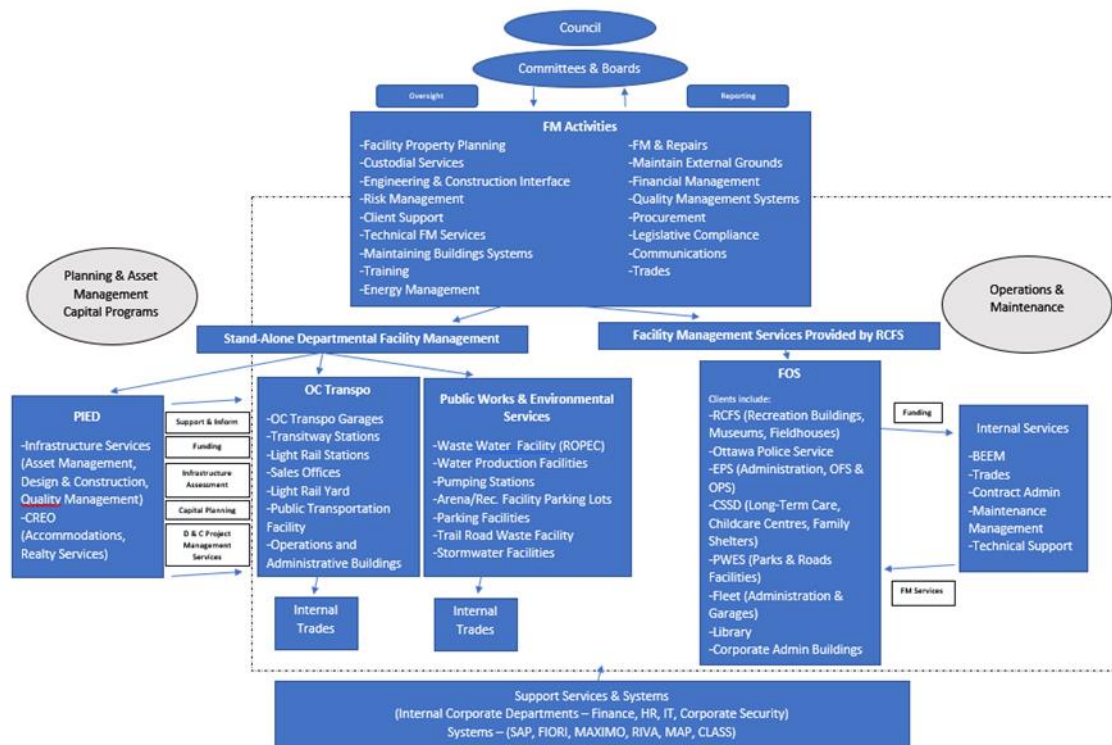 Council
Committees & Boards
Oversight
Reporting
FM Activities
-Facility Property Planning
-Custodial Services
-Engineering & Construction Interface
-Risk Management
-Client Support
-Technical FM Services
-Maintaining Buildings Systems
-Training
-Energy Management
-FM & Repairs
-Maintain External Grounds
-Financial Management
-Quality Management Systems
-Procurement
-Legislative Compliance
-Communications
-Trades
Planning & Asset
Management
Capital Programs
Operations &
Maintenance
Stand-Alone Departmental Facility Management
Facility Management Services Provided by RCFS
PIED
-Infrastructure Services
(Asset Management,
Design & Construction,
Quality Management)
-CREO
(Accommodations,
Realty Services)
Support & Inform
Funding
Infrastructure
Assessment
Capital Planning
D & C Project
Management
Services
OC Transpo
-OC Transpo Garages
-Transitway Stations
-Light Rail Stations
-Sales Offices
-Light Rail Yard
-Public Transportation
Facility
-Operations and
Administrative Buildings
Public Works & Environmental
Services
-Waste Water Facility (ROPEC)
-Water Production Facilities
-Pumping Stations
-Arena/Rec. Facility Parking Lots
-Parking Facilities
-Trail Road Waste Facility
-Stormwater Facilities
Internal
Trades
Internal
Trades
FOS
Clients include:
-RCFS (Recreation Buildings,
Museums, Fieldhouses)
-Ottawa Police Service
-EPS (Administration, OFS &
OPS)
-CSSD (Long-Term Care,
Childcare Centres, Family
Shelters)
-PWES (Parks & Roads
Facilities)
-Fleet (Administration &
Garages)
-Library
-Corporate Admin Buildings
Funding
FM Services
Internal Services
-BEEM
-Trades
-Contract Admin
-Maintenance
Management
-Technical Support
Support Services & Systems
(Internal Corporate Departments – Finance, HR, IT, Corporate Security)
Systems – (SAP, FIORI, MAXIMO, RIVA, MAP, CLASS)